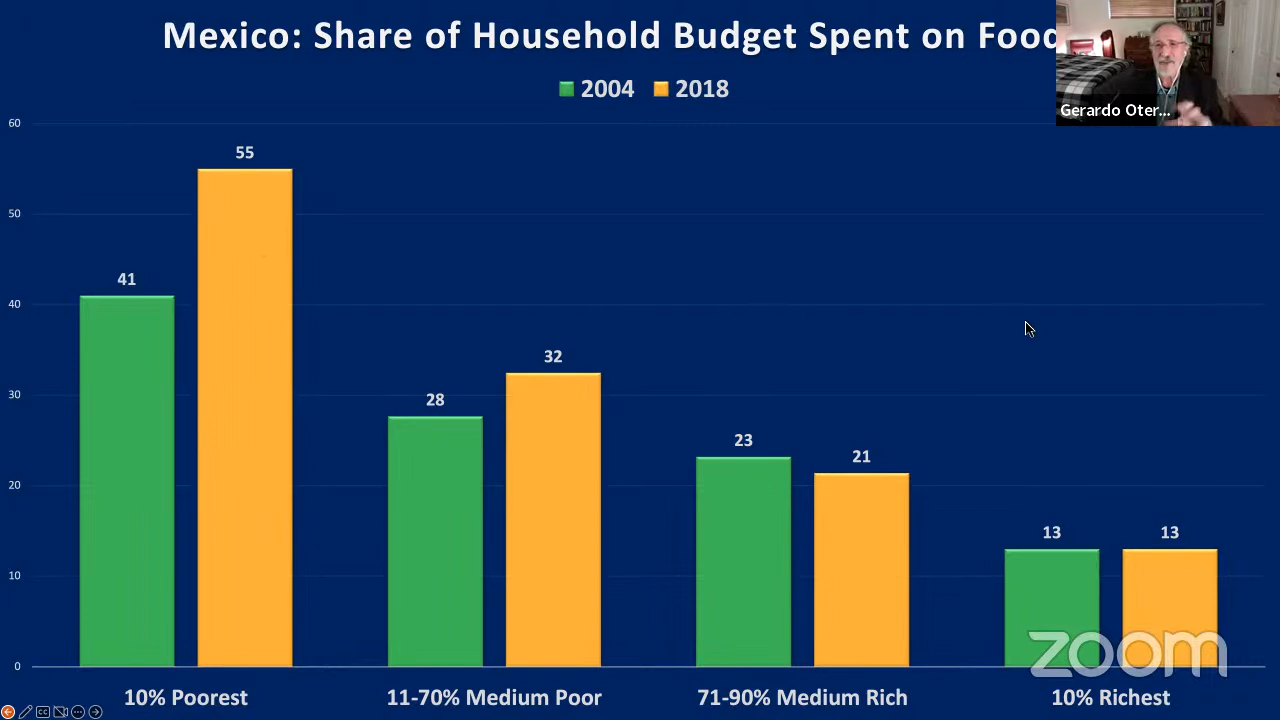 Mexico: Share of Household Budget Spent on Food
2004 2018
Gerardo Oter...
60
50
40
30
20
10
0
41
55
28
32
23
21
13
13
10% Poorest
11-70% Medium Poor
71-90% Medium Rich
10% Richest
zoom
CC